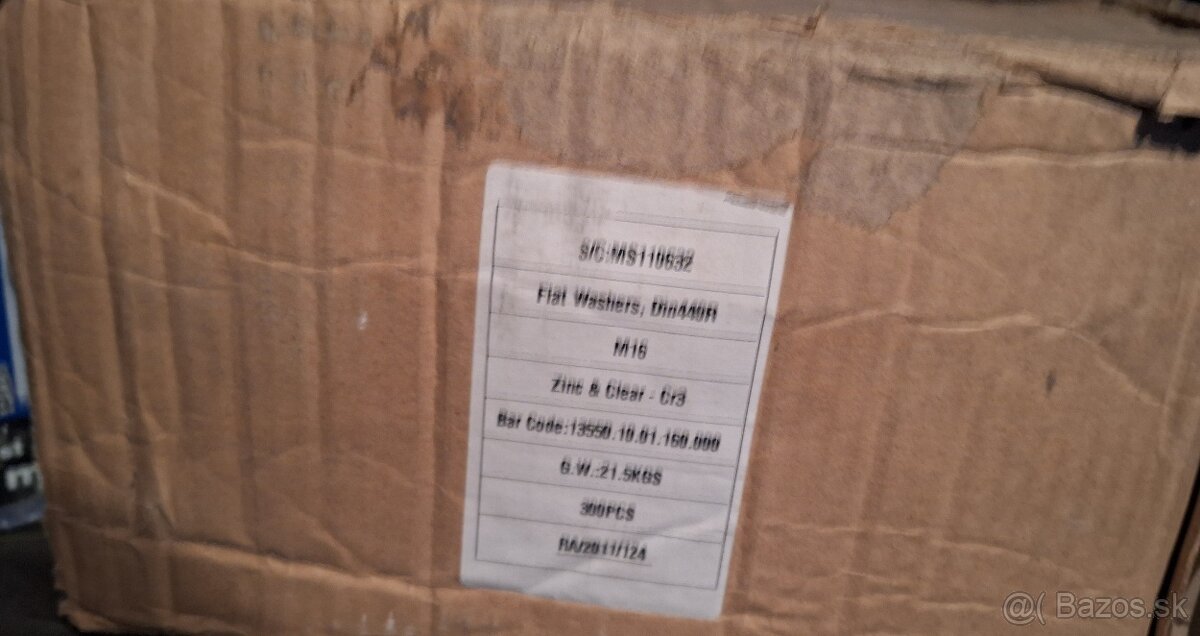 S/C:MS110632
Flat Washers, Din440R
M16
Zinc & Clear - Cr3
Bar Code:13550.10.01.160.000
G.W.:21.5KGS
300PCS
RA/2011/124
@( Bazos.sk